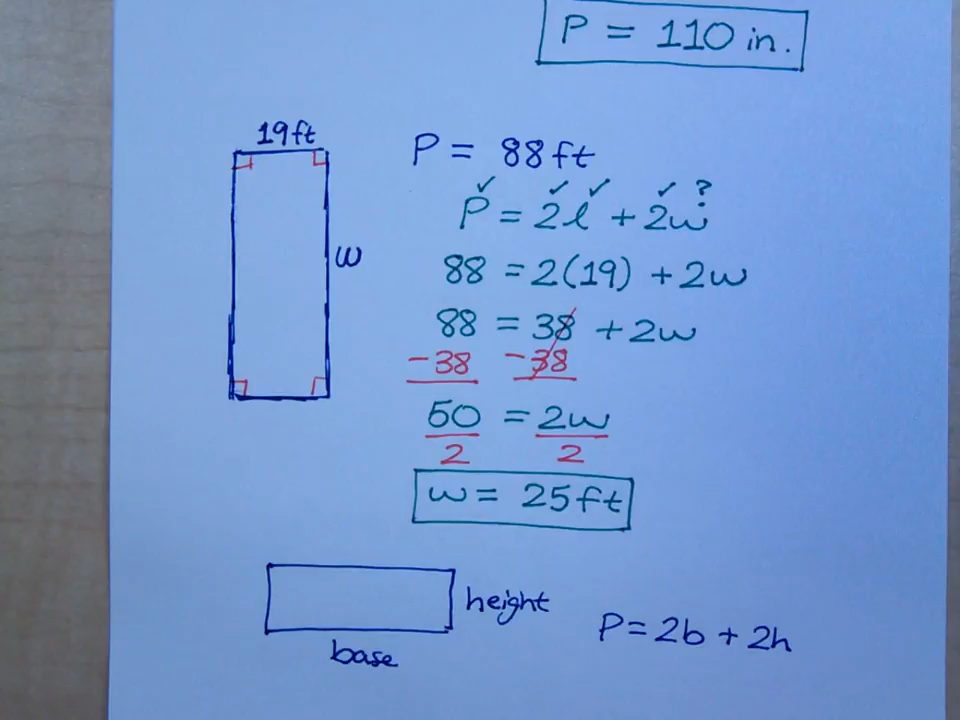 P = 110 in.
19ft
P = 88ft
✓ ✓ ✓ ✓ ?
P = 2l + 2w
w
88 = 2(19) + 2w
88 = 38 + 2w
-38 -38
50 = 2w
2 2
w = 25ft
height
base
P = 2b + 2h